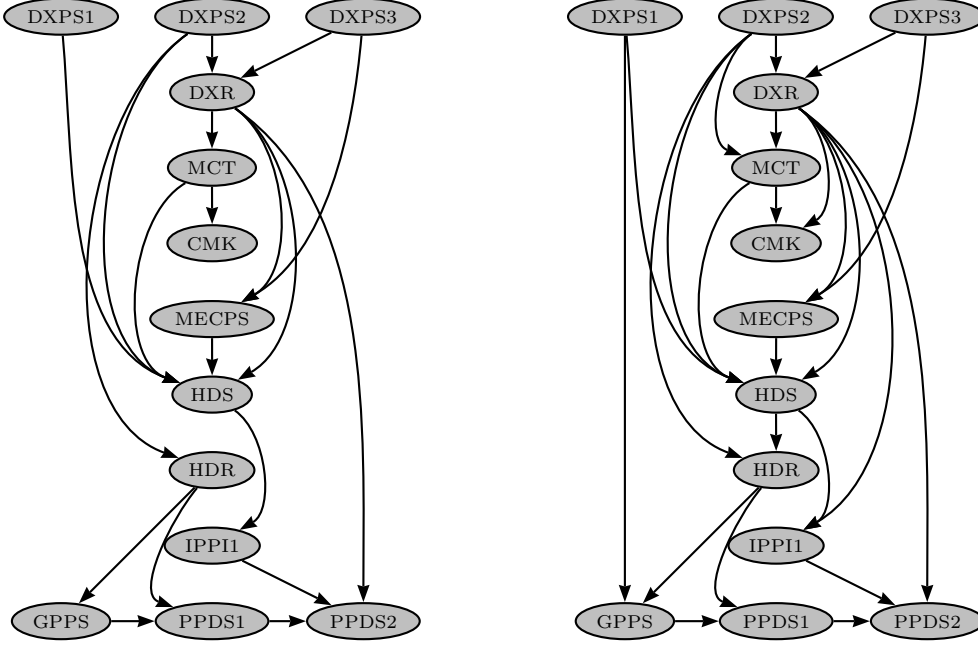 DXPS1 DXPS2 DXPS3
DXR
MCT
CMK
MECPS
HDS
HDR
IPPI1
GPPS PPDS1 PPDS2
DXPS1 DXPS2 DXPS3
DXR
MCT
CMK
MECPS
HDS
HDR
IPPI1
GPPS PPDS1 PPDS2